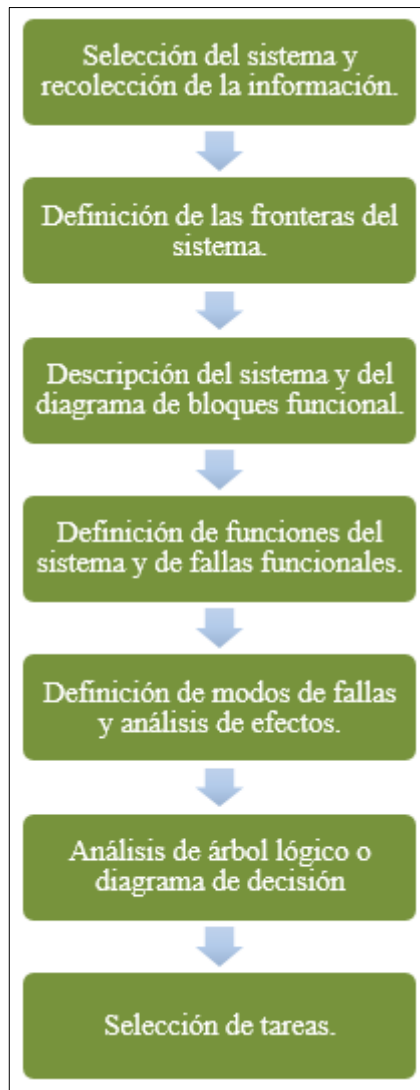 Selección del sistema y
recolección de la información.
Definición de las fronteras del
sistema.
Descripción del sistema y del
diagrama de bloques funcional.
Definición de funciones del
sistema y de fallas funcionales.
Definición de modos de fallas
y análisis de efectos.
Análisis de árbol lógico o
diagrama de decisión
Selección de tareas.